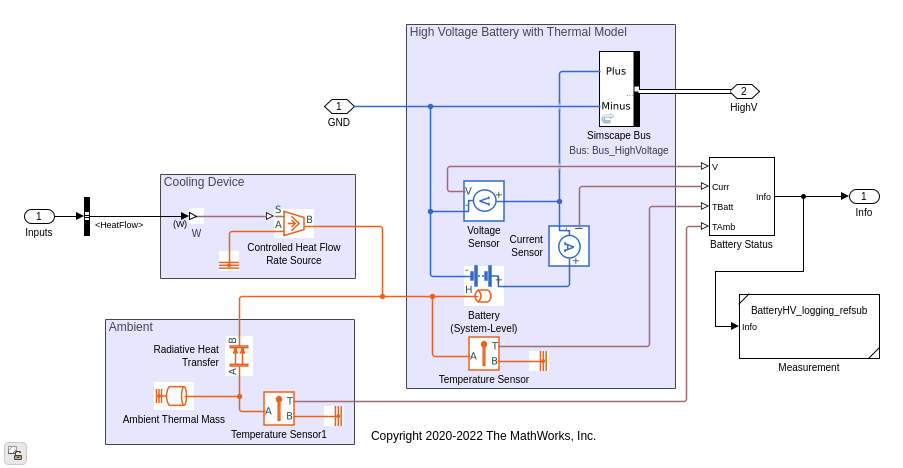 High Voltage Battery with Thermal Model
Plus
...
Minus
Simscape Bus
Bus: Bus_HighVoltage
2
HighV
1
GND
Cooling Device
1
Inputs
<HeatFlow>
(W)
W
S
A
B
Controlled Heat Flow
Rate Source
V
+
-
V
Voltage
Sensor
Current
Sensor
I
-
A
+
-
+
H
Battery
(System-Level)
A
T
B
Temperature Sensor
V
Curr
TBatt
TAmb
Info
Battery Status
1
Info
BatteryHV_logging_refsub
Info
Measurement
Ambient
B
A
Radiative Heat
Transfer
Ambient Thermal Mass
A
T
B
Temperature Sensor1
Copyright 2020-2022 The MathWorks, Inc.